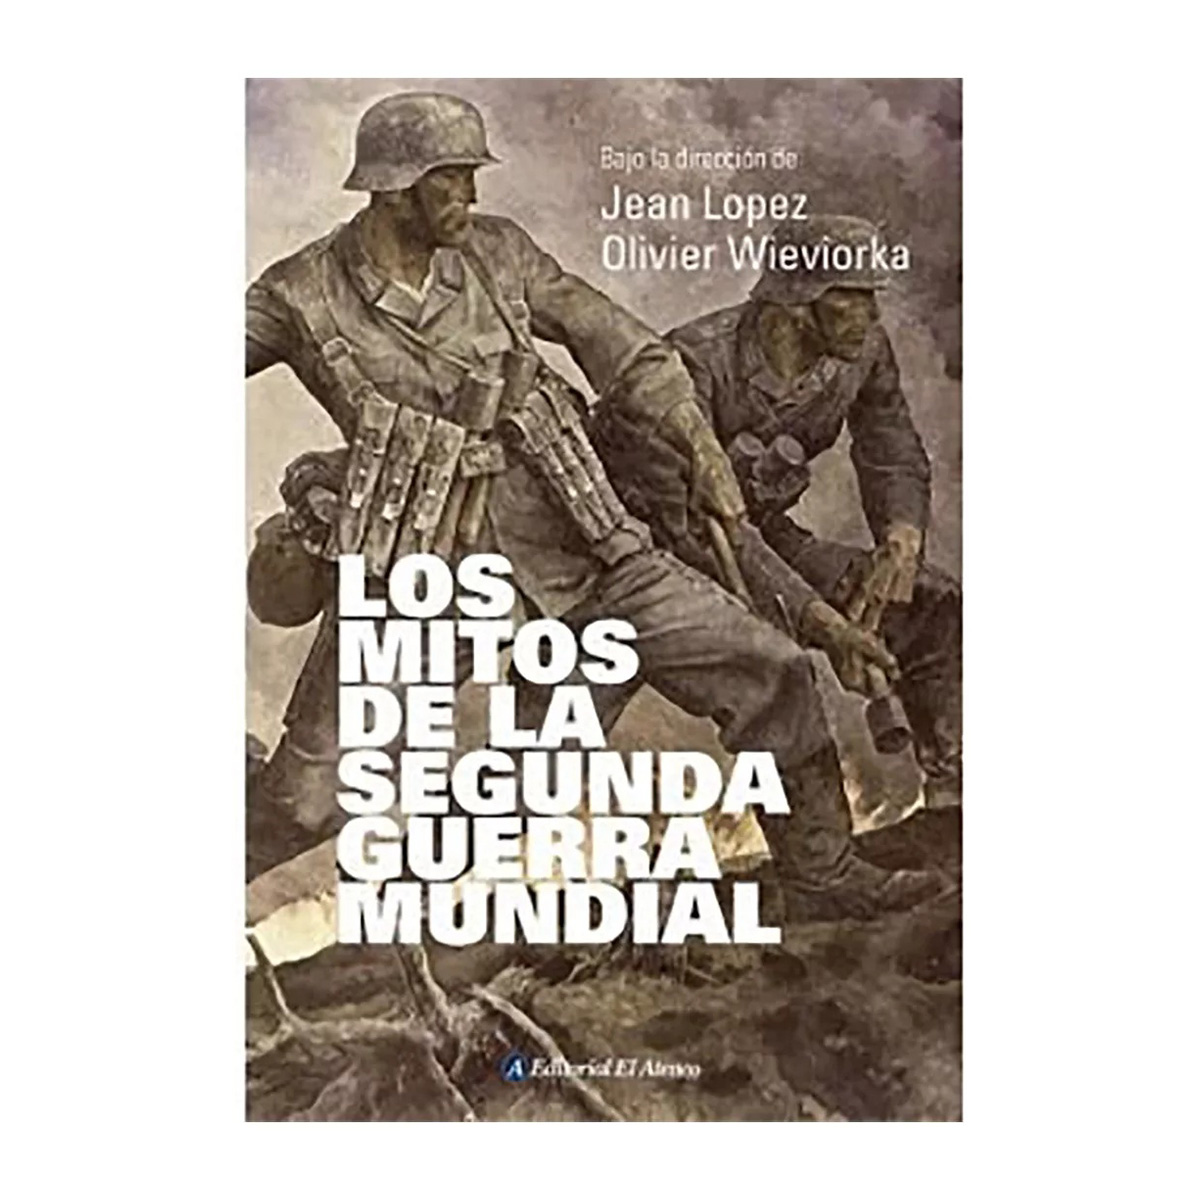 Bajo la dirección de
Jean Lopez
Olivier Wieviorka
LOS
MITOS
DE LA
SEGUNDA
GUERRA
MUNDIAL
A Editorial El Ateneo